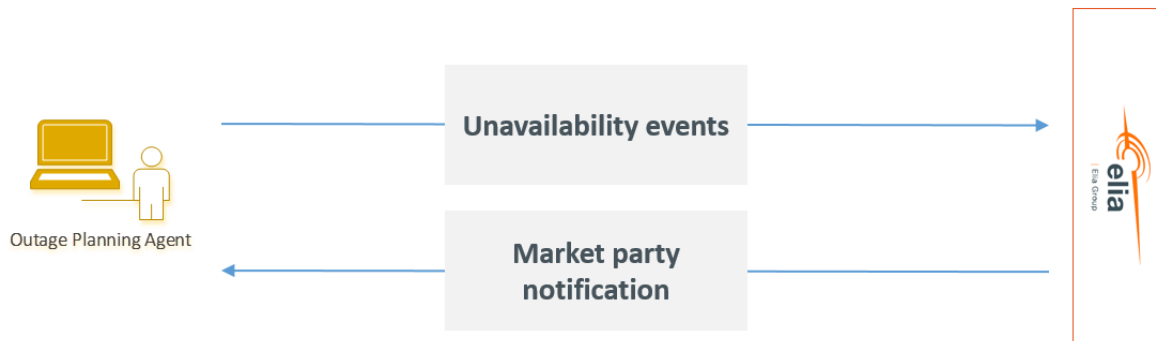 Unavailability events
Outage Planning Agent
Market party
notification
elia
Elia Group